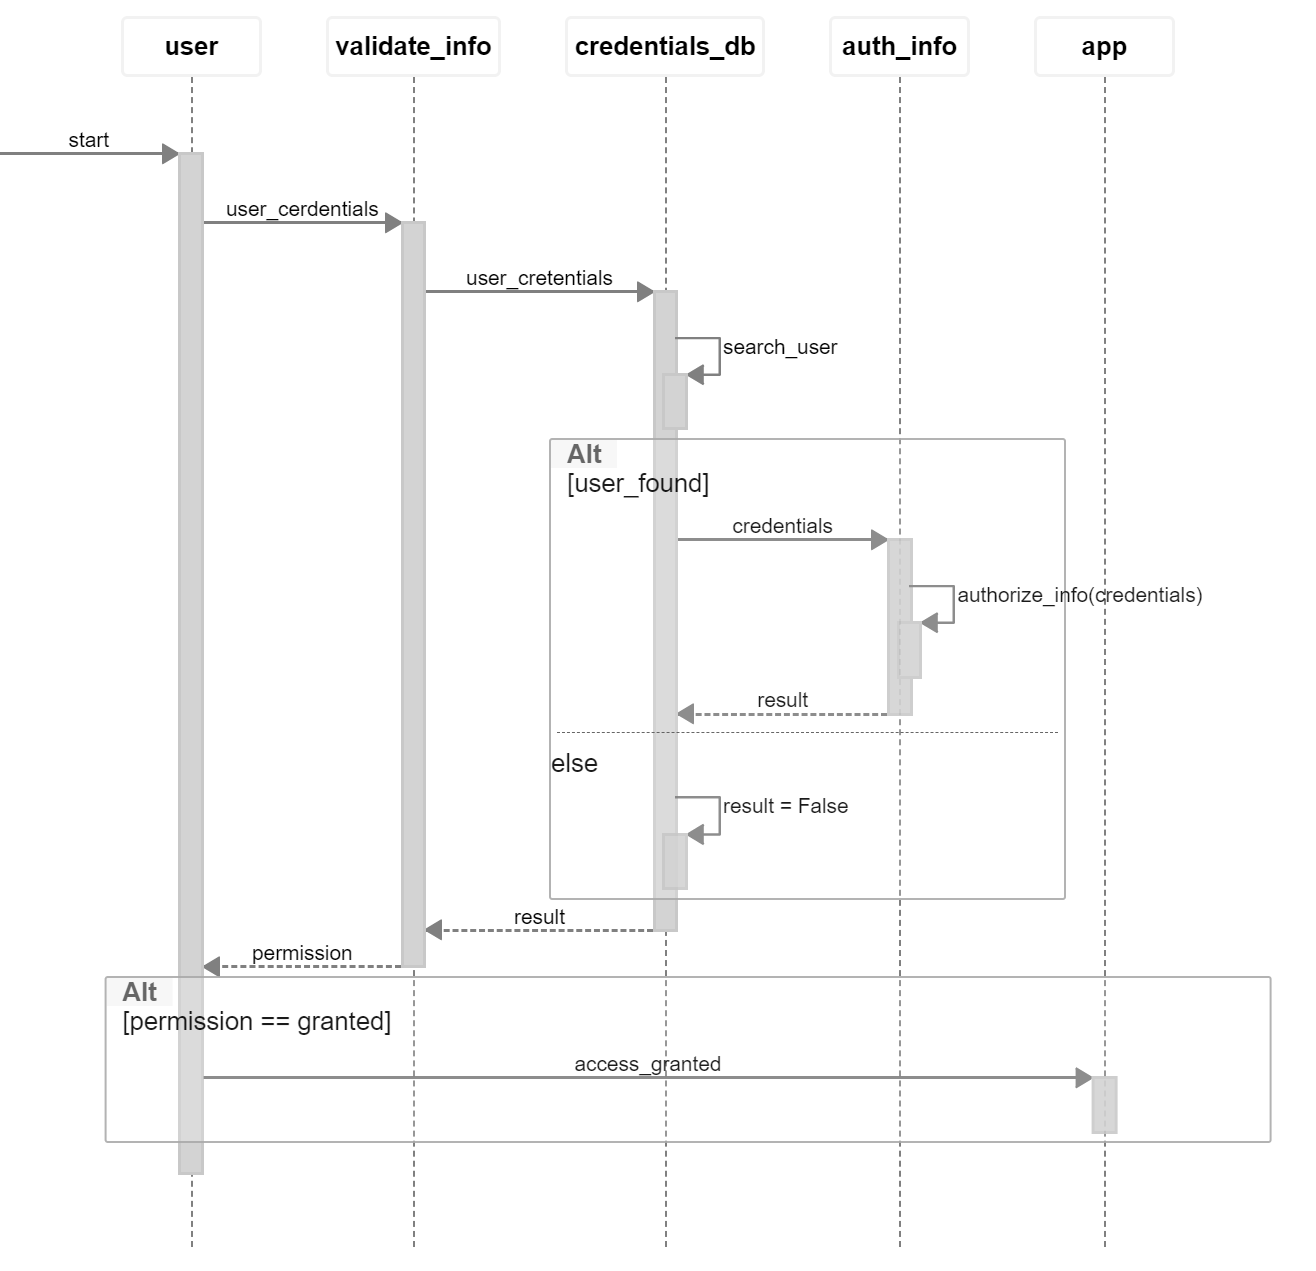 user
validate_info
credentials_db
auth_info
app
start
user_cerdentials
user_cretentials
search_user
Alt
[user_found]
credentials
authorize_info(credentials)
result
else
result = False
result
permission
Alt
[permission == granted]
access_granted